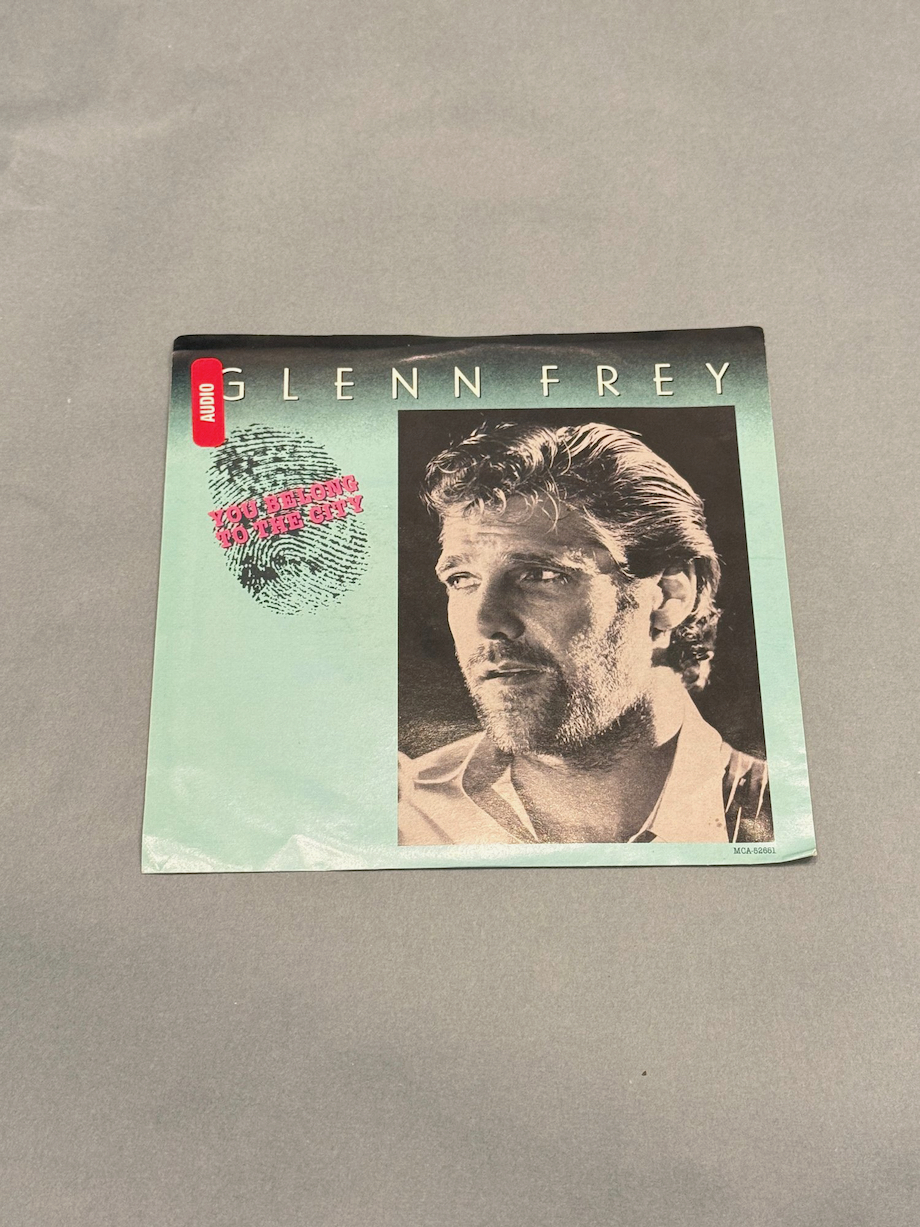 GLENN FREY
AUDIO
YOU BELONG
TO THE CITY
MCA-52651